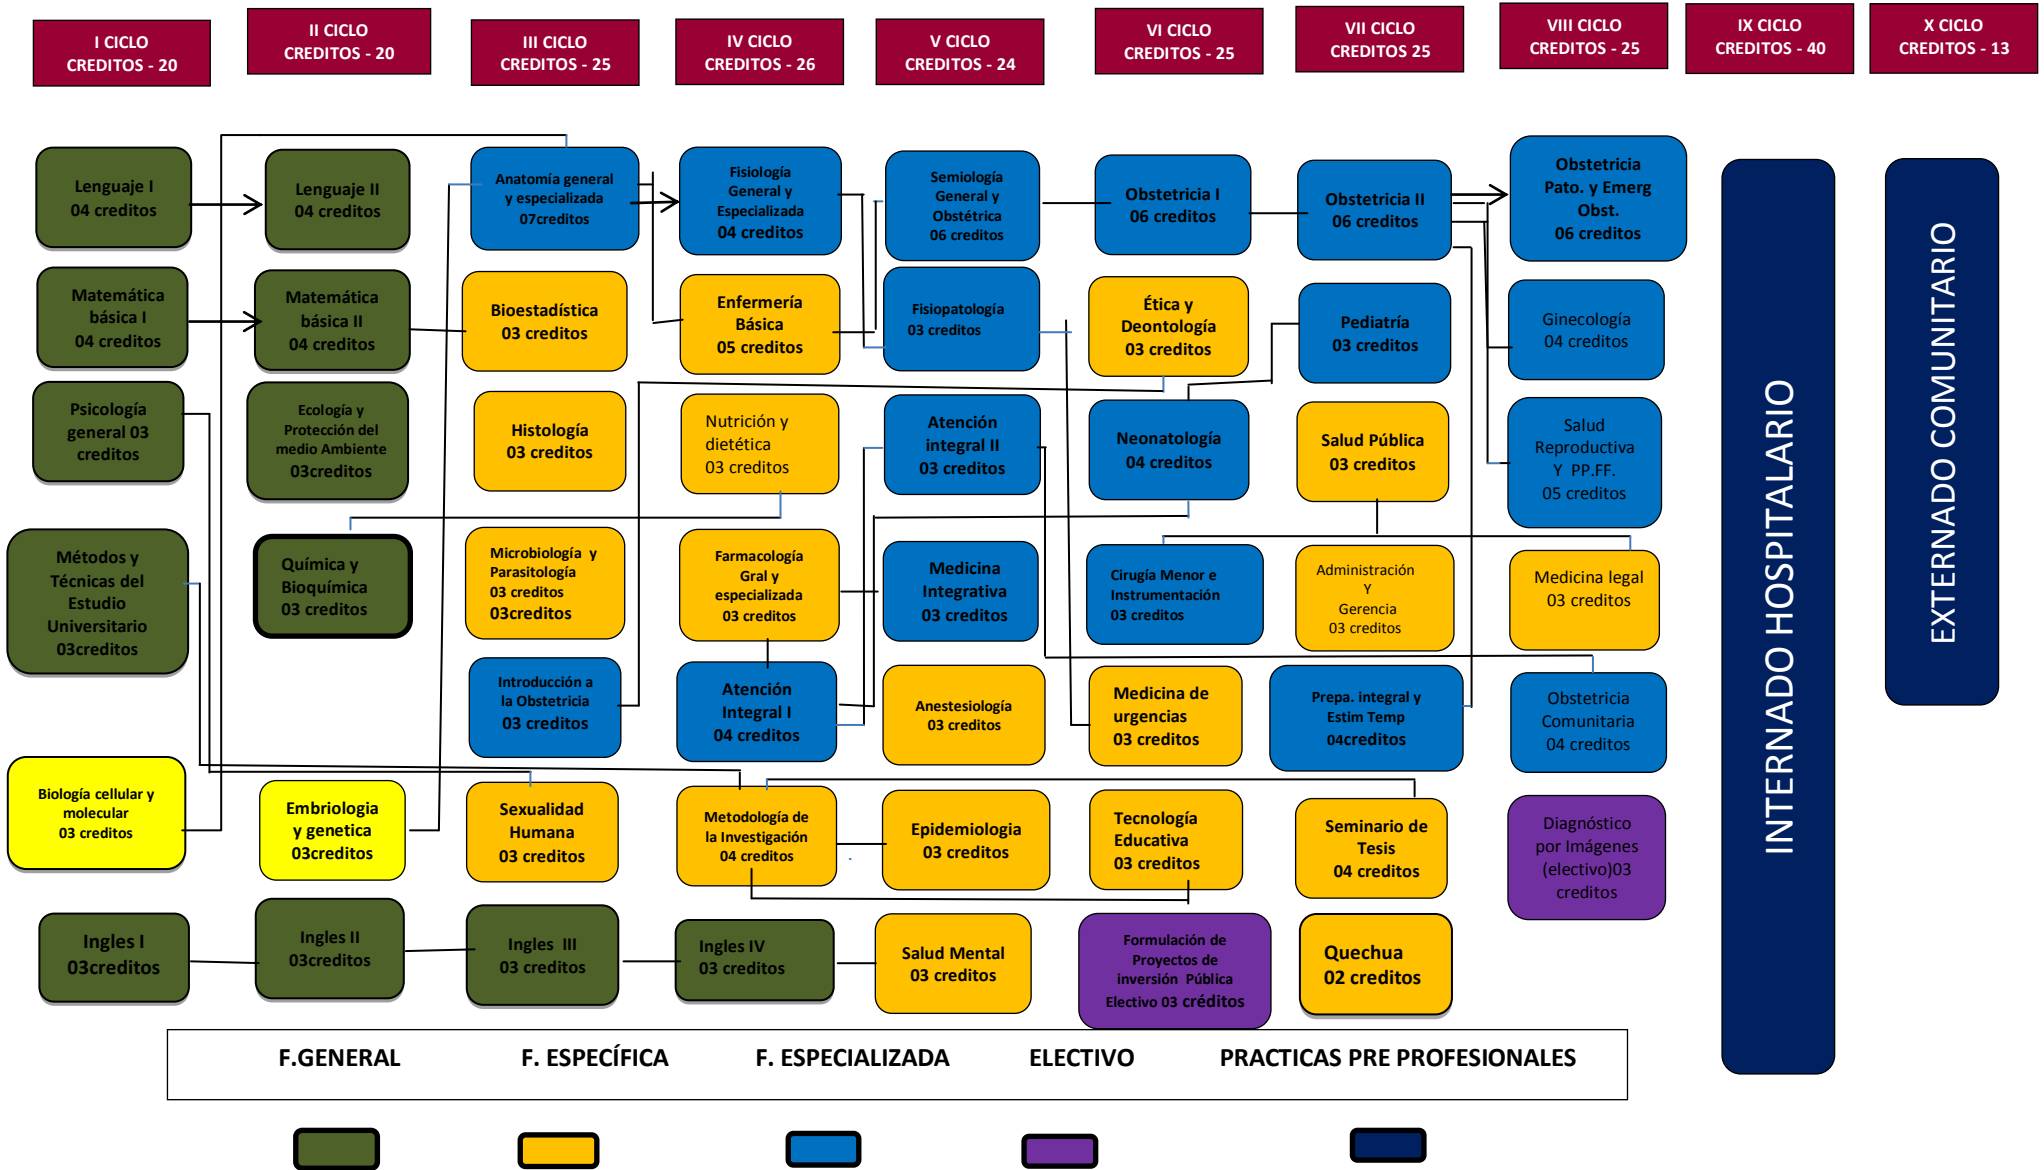 I CICLO
CREDITOS - 20
II CICLO
CREDITOS - 20
III CICLO
CREDITOS - 25
IV CICLO
CREDITOS - 26
V CICLO
CREDITOS - 24
VI CICLO
CREDITOS - 25
VII CICLO
CREDITOS 25
VIII CICLO
CREDITOS - 25
IX CICLO
CREDITOS - 40
X CICLO
CREDITOS - 13
Lenguaje I
04 creditos
Lenguaje II
04 creditos
Anatomía general
y especializada
07creditos
Fisiología
General y
Especializada
04 creditos
Semiología
General y
Obstétrica
06 creditos
Obstetricia I
06 creditos
Obstetricia II
06 creditos
Obstetricia
Pato. y Emerg
Obst.
06 creditos
Matemática
básica I
04 creditos
Matemática
básica II
04 creditos
Bioestadística
03 creditos
Enfermería
Básica
05 creditos
Fisiopatología
03 creditos
Ética y
Deontología
03 creditos
Pediatría
03 creditos
Ginecología
04 creditos
Psicología
general 03
creditos
Ecología y
Protección del
medio Ambiente
03creditos
Histología
03 creditos
Nutrición y
dietética
03 creditos
Atención
integral II
03 creditos
Neonatología
04 creditos
Salud Pública
03 creditos
Salud
Reproductiva
Y PP.FF.
05 creditos
Métodos y
Técnicas del
Estudio
Universitario
03creditos
Química y
Bioquímica
03 creditos
Microbiología y
Parasitología
03 creditos
03creditos
Farmacología
Gral y
especializada
03 creditos
Medicina
Integrativa
03 creditos
Cirugía Menor e
Instrumentación
03 creditos
Administración
Y
Gerencia
03 creditos
Medicina legal
03 creditos
Introducción a
la Obstetricia
03 creditos
Atención
Integral I
04 creditos
Anestesiología
03 creditos
Medicina de
urgencias
03 creditos
Prepa. integral y
Estim Temp
04creditos
Obstetricia
Comunitaria
04 creditos
Biología cellular y
molecular
03 creditos
Embriologia
y genetica
03creditos
Sexualidad
Humana
03 creditos
Metodología de
la Investigación
04 creditos
Epidemiologia
03 creditos
Tecnología
Educativa
03 creditos
Seminario de
Tesis
04 creditos
Diagnóstico
por Imágenes
(electivo)03
creditos
Ingles I
03creditos
Ingles II
03creditos
Ingles III
03 creditos
Ingles IV
03 creditos
Salud Mental
03 creditos
Formulación de
Proyectos de
inversión Pública
Electivo 03 créditos
Quechua
02 creditos
INTERNADO HOSPITALARIO
EXTERNADO COMUNITARIO
F.GENERAL F. ESPECÍFICA F. ESPECIALIZADA ELECTIVO PRACTICAS PRE PROFESIONALES